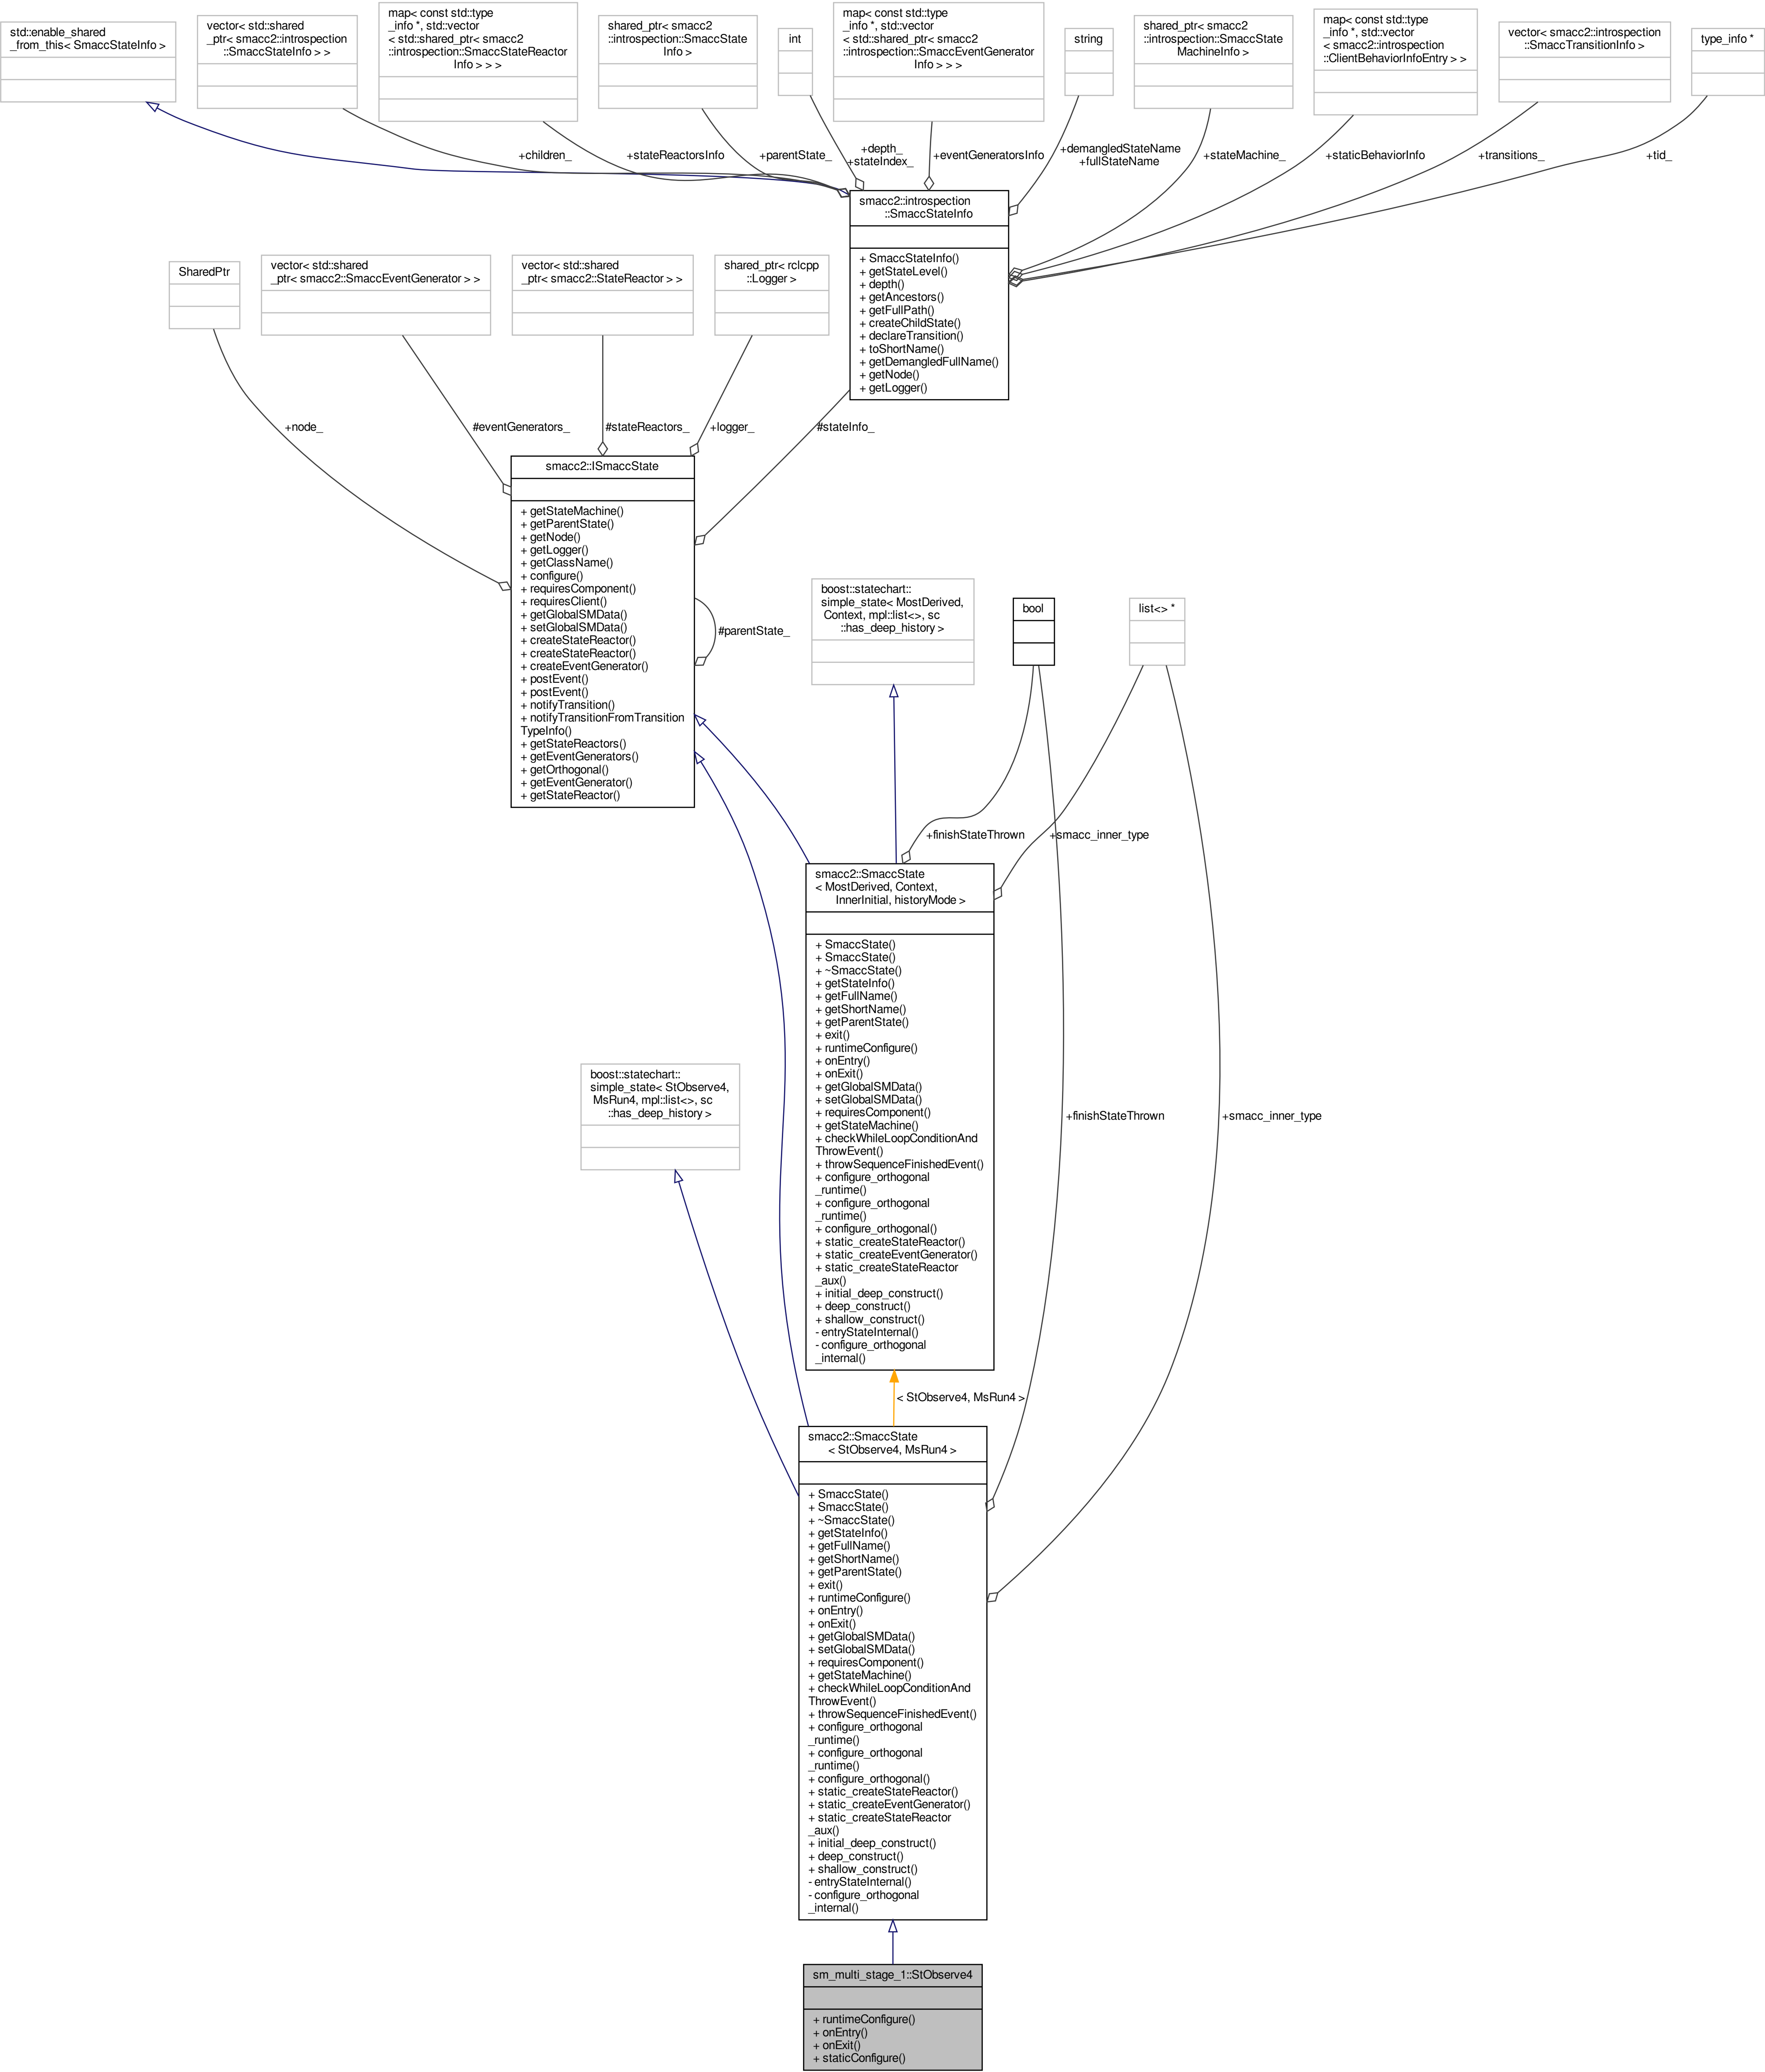 std::enable_shared
_from_this< SmaccStateInfo >
vector< std::shared
_ptr< smacc2::introspection
::SmaccStateInfo > >
map< const std::type
_info *, std::vector
< std::shared_ptr< smacc2
::introspection::SmaccStateReactor
Info > > >
shared_ptr< smacc2
::introspection::SmaccState
Info >
int
map< const std::type
_info *, std::vector
< std::shared_ptr< smacc2
::introspection::SmaccEventGenerator
Info > > >
string
shared_ptr< smacc2
::introspection::SmaccState
MachineInfo >
map< const std::type
_info *, std::vector
< smacc2::introspection
::ClientBehaviorInfoEntry > >
vector< smacc2::introspection
::SmaccTransitionInfo >
type_info *
+children_
+stateReactorsInfo
+parentState_
+depth_
+stateIndex_
+eventGeneratorsInfo
+demangledStateName
+fullStateName
+stateMachine_
+staticBehaviorInfo
+transitions_
+tid_
smacc2::introspection
::SmaccStateInfo
+ SmaccStateInfo()
+ getStateLevel()
+ depth()
+ getAncestors()
+ getFullPath()
+ createChildState()
+ declareTransition()
+ toShortName()
+ getDemangledFullName()
+ getNode()
+ getLogger()
SharedPtr
vector< std::shared
_ptr< smacc2::SmaccEventGenerator > >
vector< std::shared
_ptr< smacc2::StateReactor > >
shared_ptr< rclcpp
::Logger >
+node_
#eventGenerators_
#stateReactors_
+logger_
#stateInfo_
smacc2::ISmaccState
+ getStateMachine()
+ getParentState()
+ getNode()
+ getLogger()
+ getClassName()
+ configure()
+ requiresComponent()
+ requiresClient()
+ getGlobalSMData()
+ setGlobalSMData()
+ createStateReactor()
+ createStateReactor()
+ createEventGenerator()
+ postEvent()
+ postEvent()
+ notifyTransition()
+ notifyTransitionFromTransition
TypeInfo()
+ getStateReactors()
+ getEventGenerators()
+ getOrthogonal()
+ getEventGenerator()
+ getStateReactor()
#parentState_
boost::statechart::
simple_state< MostDerived,
Context, mpl::list<>, sc
::has_deep_history >
bool
list<> *
+finishStateThrown
+smacc_inner_type
smacc2::SmaccState
< MostDerived, Context,
InnerInitial, historyMode >
+ SmaccState()
+ SmaccState()
+ ~SmaccState()
+ getStateInfo()
+ getFullName()
+ getShortName()
+ getParentState()
+ exit()
+ runtimeConfigure()
+ onEntry()
+ onExit()
+ getGlobalSMData()
+ setGlobalSMData()
+ requiresComponent()
+ getStateMachine()
+ checkWhileLoopConditionAnd
ThrowEvent()
+ throwSequenceFinishedEvent()
+ configure_orthogonal
_runtime()
+ configure_orthogonal
_runtime()
+ configure_orthogonal()
+ static_createStateReactor()
+ static_createEventGenerator()
+ static_createStateReactor
_aux()
+ initial_deep_construct()
+ deep_construct()
+ shallow_construct()
- entryStateInternal()
- configure_orthogonal
_internal()
boost::statechart::
simple_state< StObserve4,
MsRun4, mpl::list<>, sc
::has_deep_history >
+finishStateThrown
+smacc_inner_type
< StObserve4, MsRun4 >
smacc2::SmaccState
< StObserve4, MsRun4 >
+ SmaccState()
+ SmaccState()
+ ~SmaccState()
+ getStateInfo()
+ getFullName()
+ getShortName()
+ getParentState()
+ exit()
+ runtimeConfigure()
+ onEntry()
+ onExit()
+ getGlobalSMData()
+ setGlobalSMData()
+ requiresComponent()
+ getStateMachine()
+ checkWhileLoopConditionAnd
ThrowEvent()
+ throwSequenceFinishedEvent()
+ configure_orthogonal
_runtime()
+ configure_orthogonal
_runtime()
+ configure_orthogonal()
+ static_createStateReactor()
+ static_createEventGenerator()
+ static_createStateReactor
_aux()
+ initial_deep_construct()
+ deep_construct()
+ shallow_construct()
- entryStateInternal()
- configure_orthogonal
_internal()
sm_multi_stage_1::StObserve4
+ runtimeConfigure()
+ onEntry()
+ onExit()
+ staticConfigure()